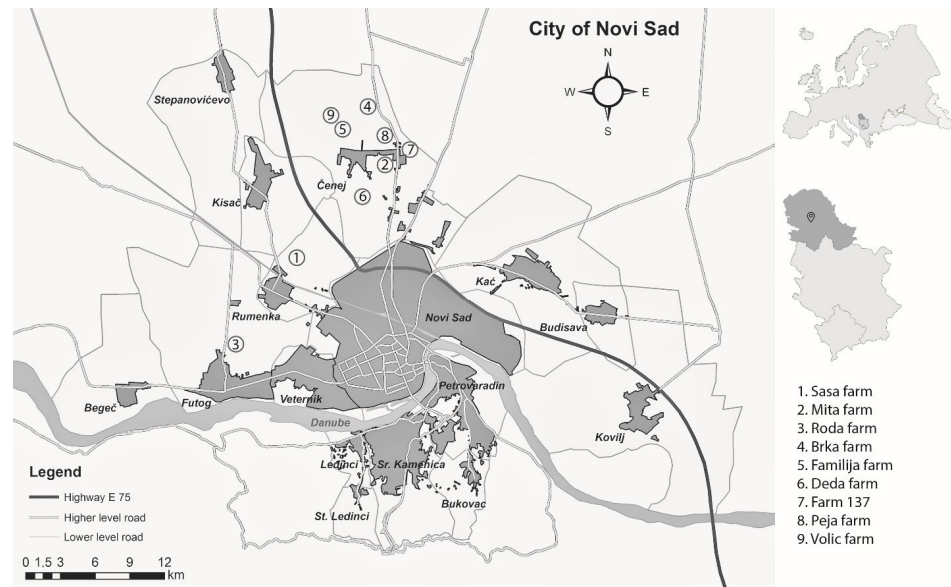 City of Novi Sad
N
W E
S
Stepanovićevo
4
9
5
8
7
2
Čenej
6
Kisač
1
Kać
Rumenka
Novi Sad
Budisava
3
Petrovaradin
Begeč
Futog
Veternik
Danube
Kovilj
Ledinci
Sr. Kamenica
Bukovac
St. Ledinci
Legend
Highway E 75
Higher level road
Lower level road
0 1,5 3 6 9 12
km
1. Sasa farm
2. Mita farm
3. Roda farm
4. Brka farm
5. Familija farm
6. Deda farm
7. Farm 137
8. Peja farm
9. Volic farm